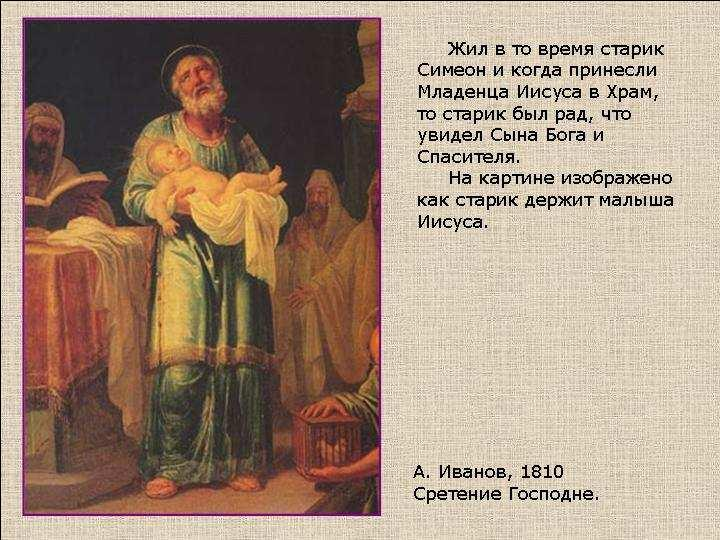 Жил в то время старик
Симеон и когда принесли
Младенца Иисуса в Храм,
то старик был рад, что
увидел Сына Бога и
Спасителя.
На картине изображено
как старик держит малыша
Иисуса.
А. Иванов, 1810
Сретение Господне.